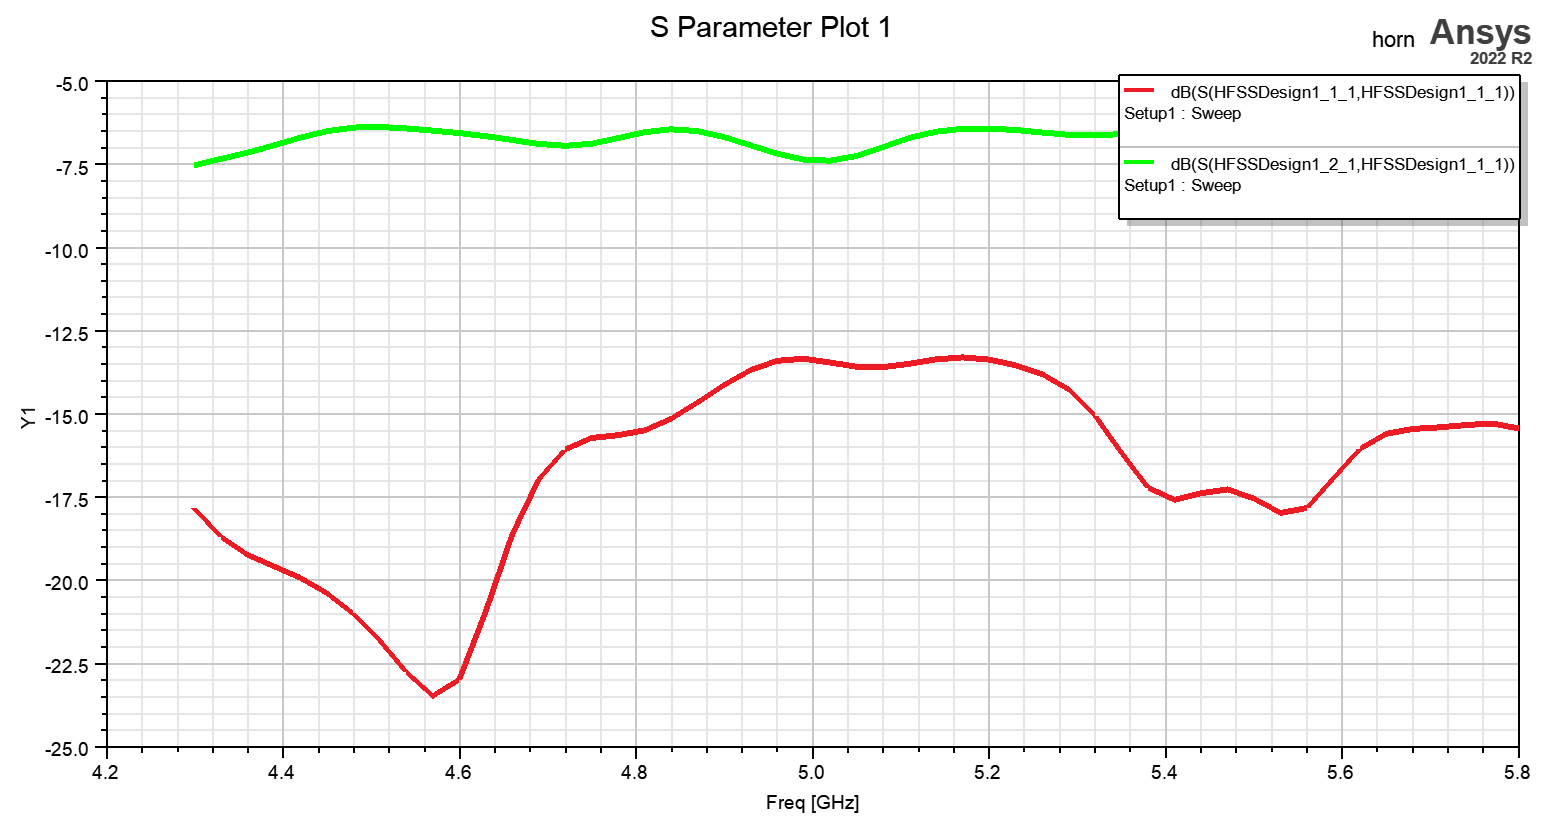 S Parameter Plot 1
horn Ansys
2022 R2
dB(S(HFSSDesign1_1_1,HFSSDesign1_1_1))
Setup1 : Sweep
dB(S(HFSSDesign1_2_1,HFSSDesign1_1_1))
Setup1 : Sweep
-5.0
-7.5
-10.0
-12.5
-15.0
-17.5
-20.0
-22.5
-25.0
Y1
4.2 4.4 4.6 4.8 5.0 5.2 5.4 5.6 5.8
Freq [GHz]